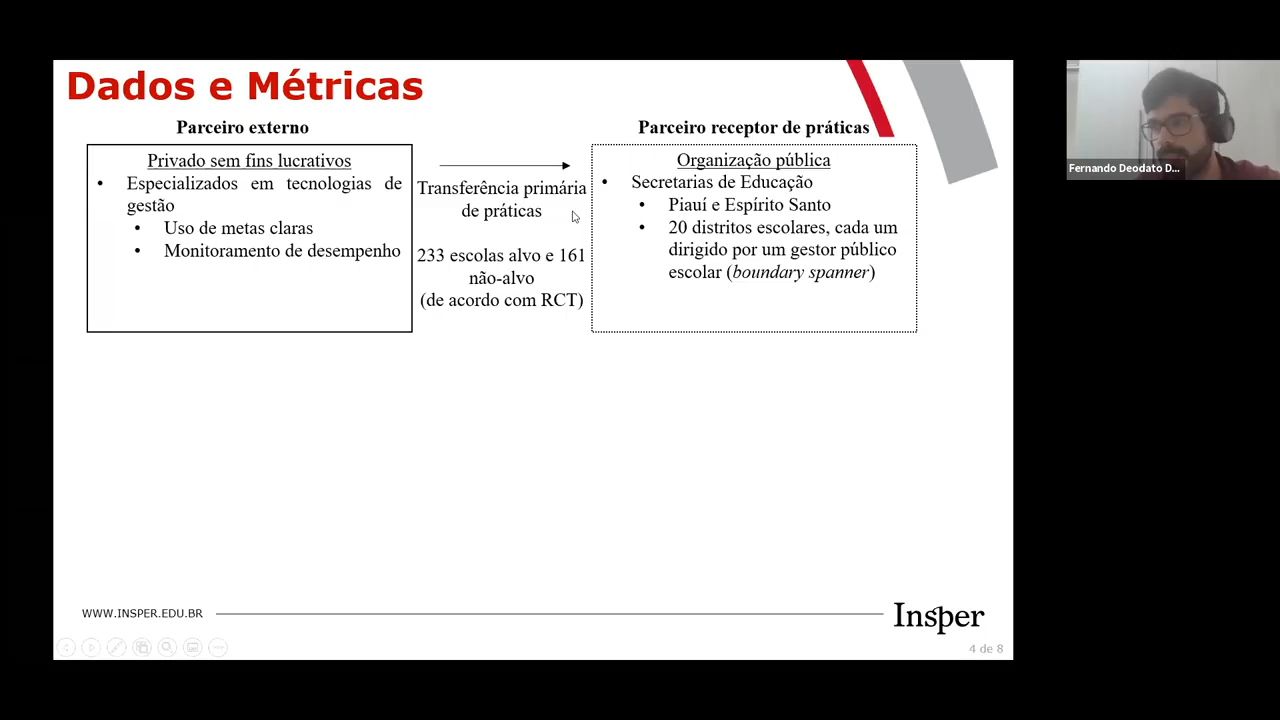 Dados e Métricas
Parceiro externo
Privado sem fins lucrativos
• Especializados em tecnologias de
gestão
• Uso de metas claras
• Monitoramento de desempenho
Transferência primária
de práticas
233 escolas alvo e 161
não-alvo
(de acordo com RCT)
Parceiro receptor de práticas
Organização pública
• Secretarias de Educação
• Piauí e Espírito Santo
• 20 distritos escolares, cada um
dirigido por um gestor público
escolar (boundary spanner)
Fernando Deodato D...
WWW.INSPER.EDU.BR
Insper
4 de 8